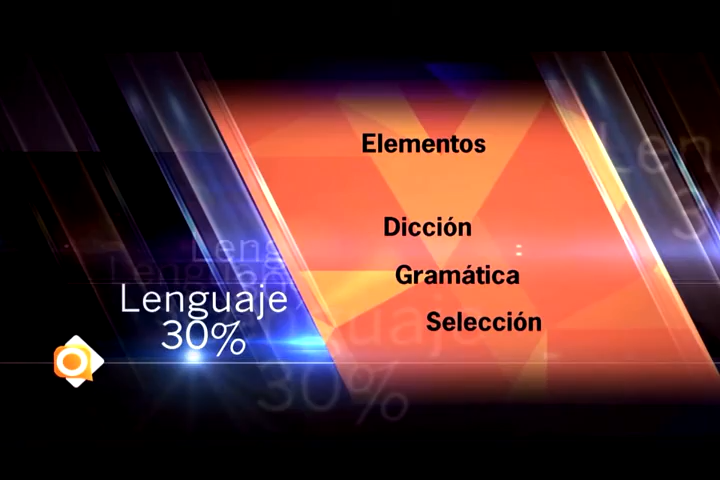 Elementos
Dicción
Gramática
Selección
Lenguaje
30%